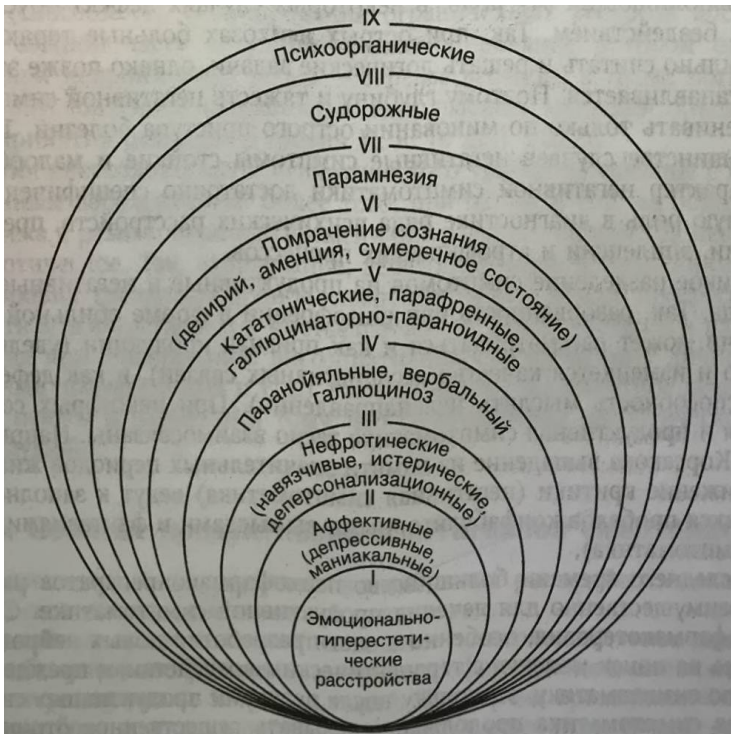 IX
Психоорганические
VIII
Судорожные
VII
Парамнезия
VI
Помрачение сознания
(делирий, аменция, сумеречное состояние)
V
Кататонические, парафренные,
галлюцинаторно-параноидные
IV
Паранойяльные, вербальный
галлюциноз
III
Нефротические
(навязчивые, истерические,
деперсонализационные)
II
Аффективные
(депрессивные,
маниакальные)
I
Эмоционально-
гиперестети-
ческие
расстройства